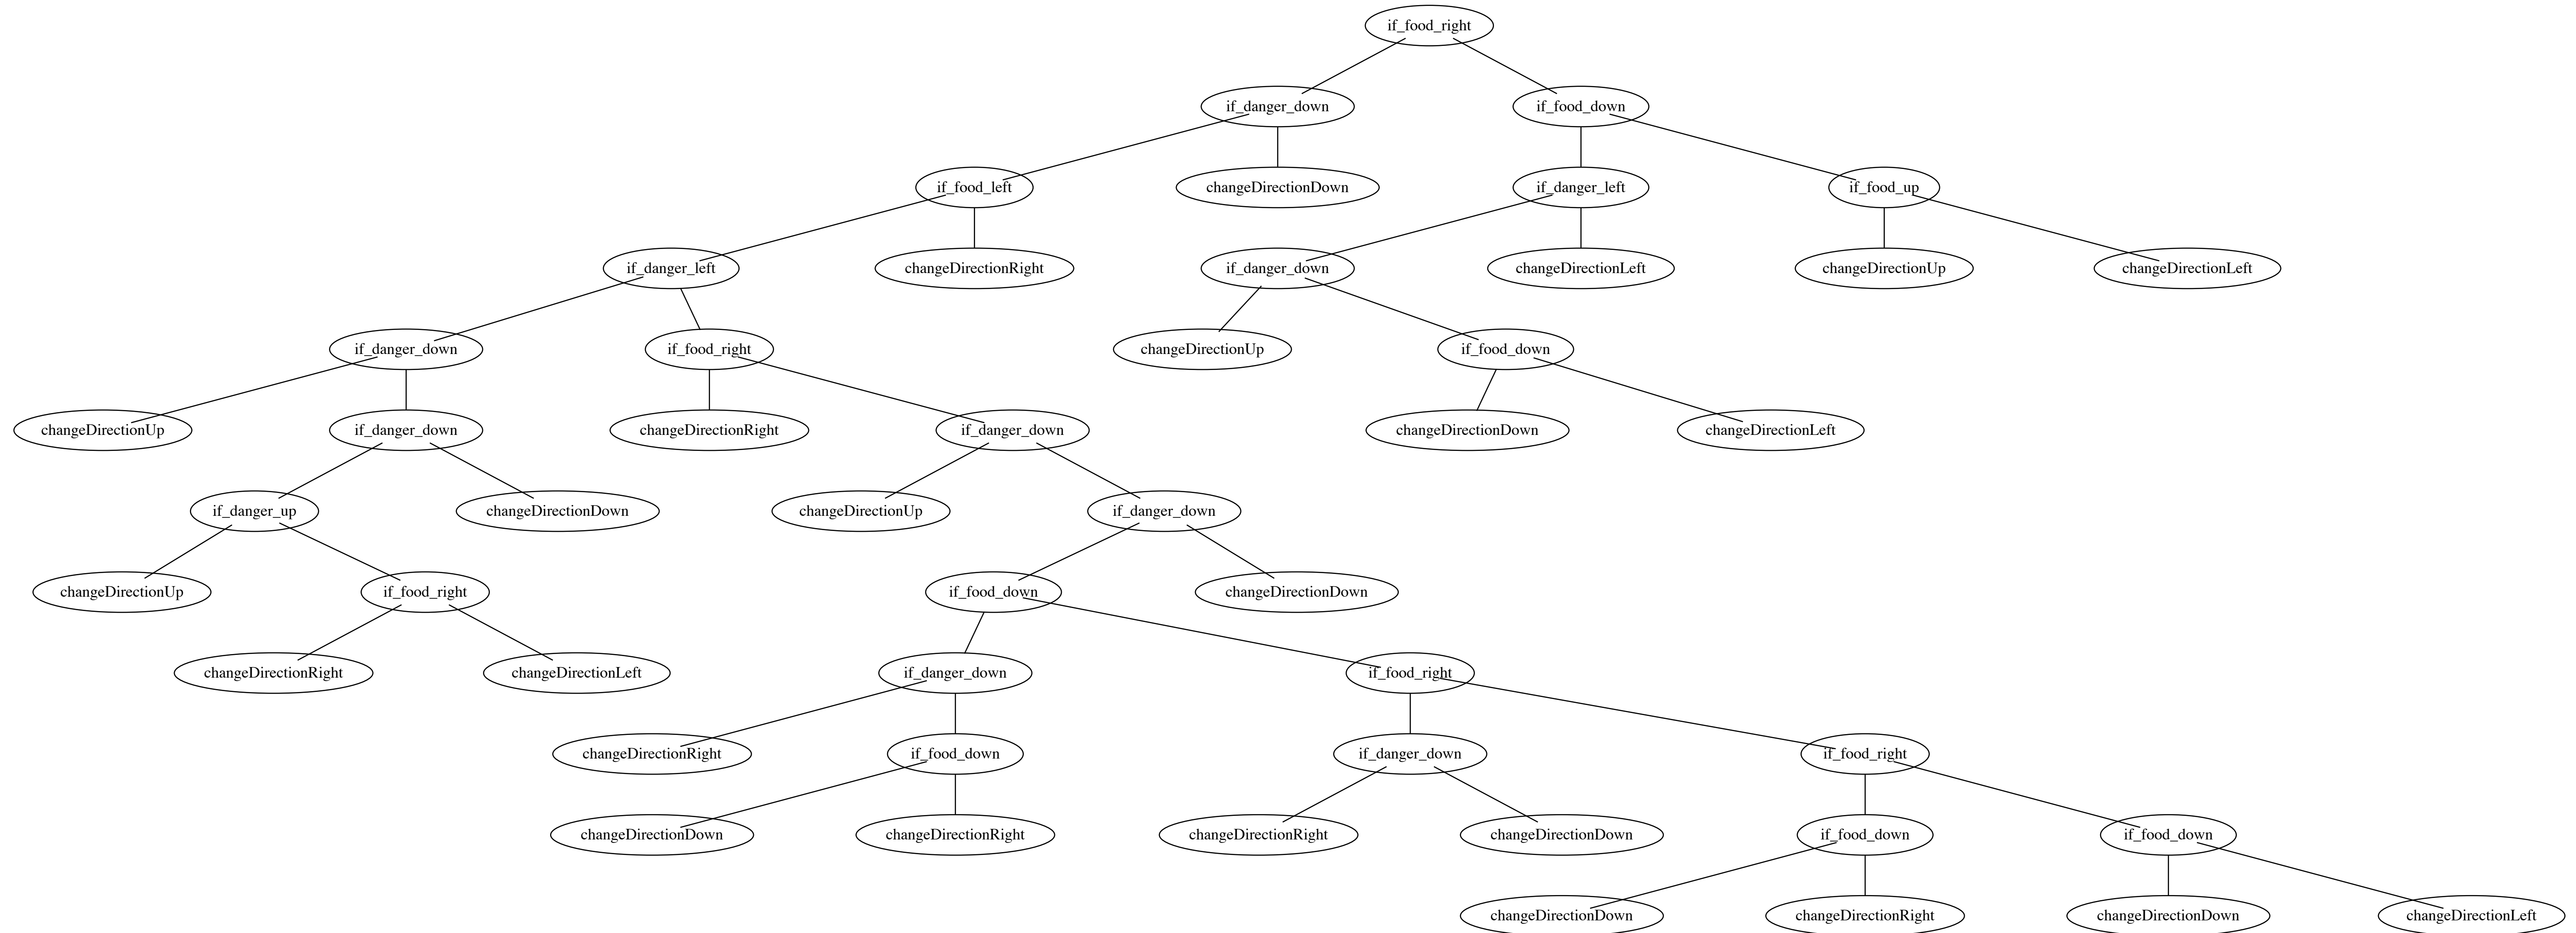 if_food_right
if_danger_down
if_food_down
if_food_left
changeDirectionDown
if_danger_left
if_food_up
if_danger_left
changeDirectionRight
if_danger_down
changeDirectionLeft
changeDirectionUp
changeDirectionLeft
if_danger_down
if_food_right
changeDirectionUp
if_food_down
changeDirectionUp
if_danger_down
changeDirectionRight
if_danger_down
changeDirectionDown
changeDirectionLeft
if_danger_up
changeDirectionDown
changeDirectionUp
if_danger_down
changeDirectionUp
if_food_right
if_food_down
changeDirectionDown
changeDirectionRight
changeDirectionLeft
if_danger_down
if_food_right
changeDirectionRight
if_food_down
if_danger_down
if_food_right
changeDirectionDown
changeDirectionRight
changeDirectionRight
changeDirectionDown
if_food_down
if_food_down
changeDirectionDown
changeDirectionRight
changeDirectionDown
changeDirectionLeft